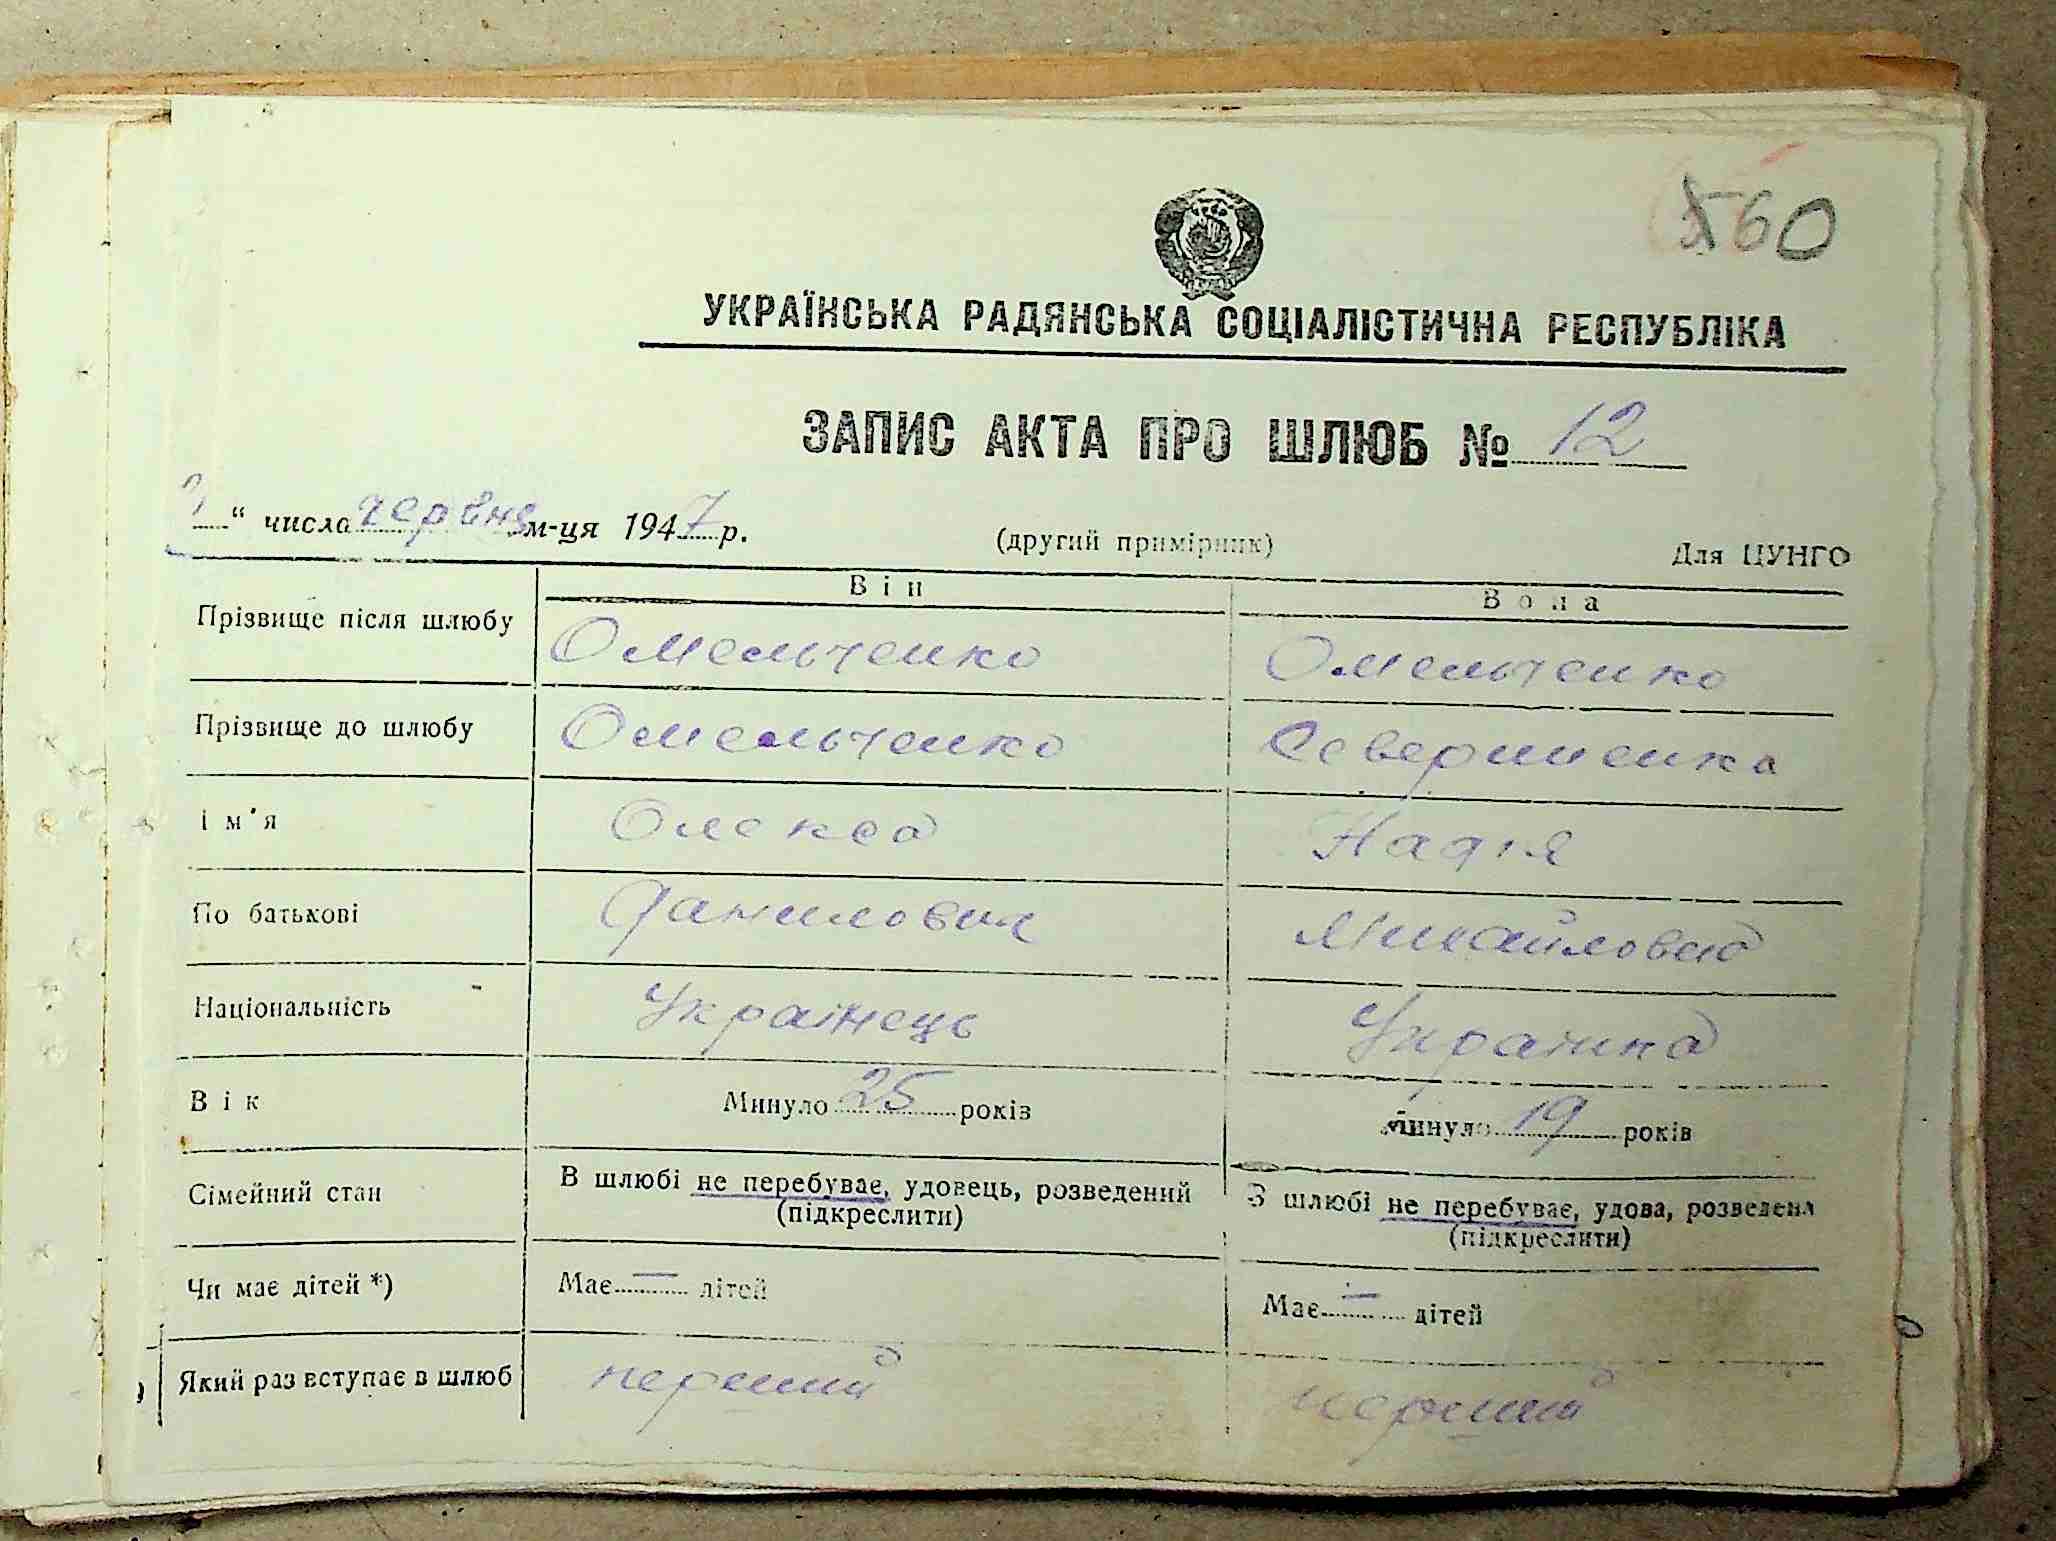 560
УКРАЇНСЬКА РАДЯНСЬКА СОЦІАЛІСТИЧНА РЕСПУБЛІКА
ЗАПИС АКТА ПРО ШЛЮБ № 12
“ числа червня м-ця 1947 р.
(другий примірник)
Для ЦУНГО
Він Вона
Прізвище після шлюбу Омельченко Омельченко
Прізвище до шлюбу Омельченко Севериненко
Ім'я Олекса Надія
По батькові Данилович Михайловна
Національність Українець Українка
Вік Минуло 25 років Минуло 19 років
Сімейний стан В шлюбі не перебуває, удовець, розведений В шлюбі не перебуває, удова, розведена
(підкреслити) (підкреслити)
Чи має дітей *) Має — дітей Має — дітей
Який раз вступає в шлюб перший перший